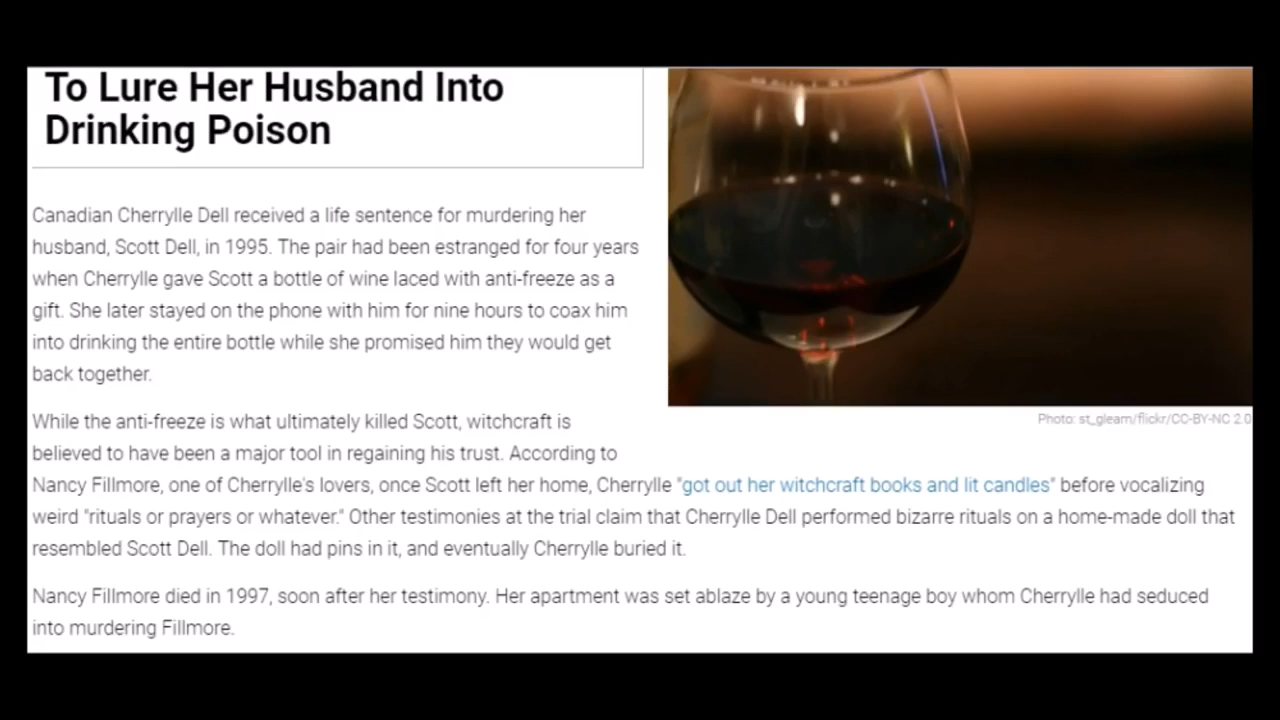 To Lure Her Husband Into
Drinking Poison
Canadian Cherrylle Dell received a life sentence for murdering her
husband, Scott Dell, in 1995. The pair had been estranged for four years
when Cherrylle gave Scott a bottle of wine laced with anti-freeze as a
gift. She later stayed on the phone with him for nine hours to coax him
into drinking the entire bottle while she promised him they would get
back together.
Photo: st_gleam/flickr/CC-BY-NC 2.0
While the anti-freeze is what ultimately killed Scott, witchcraft is
believed to have been a major tool in regaining his trust. According to
Nancy Fillmore, one of Cherrylle's lovers, once Scott left her home, Cherrylle "got out her witchcraft books and lit candles" before vocalizing
weird "rituals or prayers or whatever." Other testimonies at the trial claim that Cherrylle Dell performed bizarre rituals on a home-made doll that
resembled Scott Dell. The doll had pins in it, and eventually Cherrylle buried it.
Nancy Fillmore died in 1997, soon after her testimony. Her apartment was set ablaze by a young teenage boy whom Cherrylle had seduced
into murdering Fillmore.